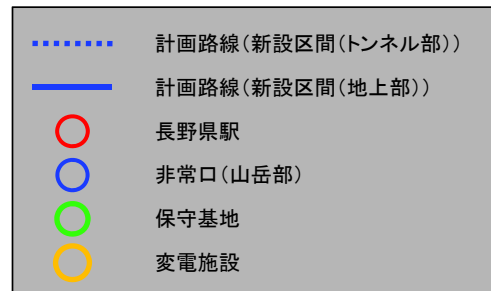 計画路線（新設区間（トンネル部））
計画路線（新設区間（地上部））
長野県駅
非常口（山岳部）
保守基地
変電施設